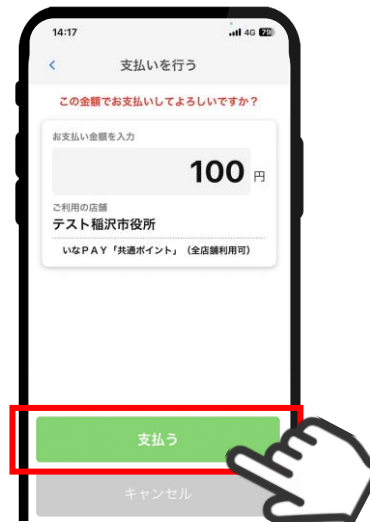 14:17
4G 79
支払いを行う
この金額でお支払いしてよろしいですか？
お支払い金額を入力
100 円
ご利用の店舗
テスト稲沢市役所
いなＰＡＹ「共通ポイント」（全店舗利用可）
支払う
キャンセル